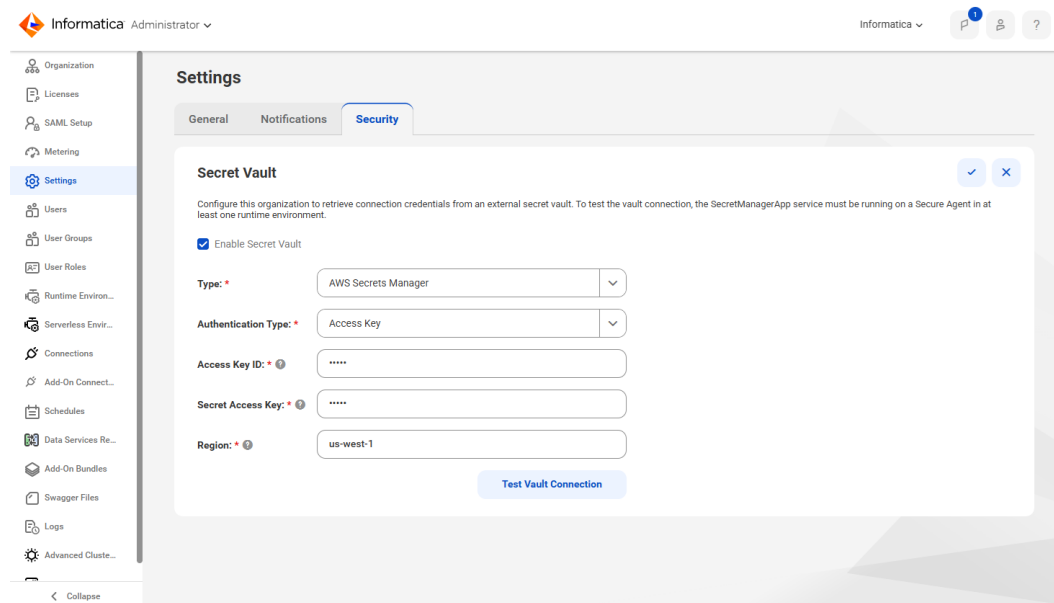 Informatica Administrator
Informatica
1
?
Organization
Licenses
SAML Setup
Metering
Settings
Users
User Groups
User Roles
Runtime Environ...
Serverless Envir...
Connections
Add-On Connect...
Schedules
Data Services Re...
Add-On Bundles
Swagger Files
Logs
Advanced Cluste...
Collapse
Settings
General Notifications Security
Secret Vault
Configure this organization to retrieve connection credentials from an external secret vault. To test the vault connection, the SecretManagerApp service must be running on a Secure Agent in at
least one runtime environment.
Enable Secret Vault
Type: * AWS Secrets Manager
Authentication Type: * Access Key
Access Key ID: * ? •••••
Secret Access Key: * ? •••••
Region: * ? us-west-1
Test Vault Connection